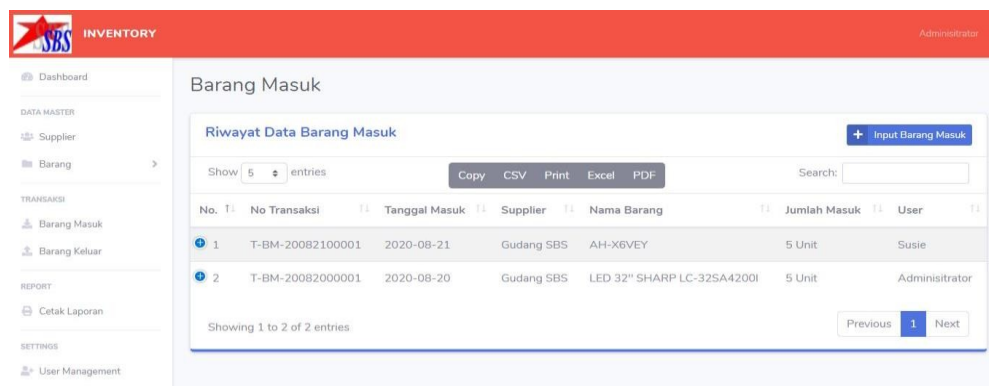 SBS INVENTORY Adminisitrator
Dashboard
DATA MASTER
Supplier
Barang
TRANSAKSI
Barang Masuk
Barang Keluar
REPORT
Cetak Laporan
SETTINGS
User Management
Barang Masuk
Riwayat Data Barang Masuk Input Barang Masuk
Show 5 entries Copy CSV Print Excel PDF Search:
No. No Transaksi Tanggal Masuk Supplier Nama Barang Jumlah Masuk User
1 T-BM-20082100001 2020-08-21 Gudang SBS AH-X6VEY 5 Unit Susie
2 T-BM-20082000001 2020-08-20 Gudang SBS LED 32" SHARP LC-32SA4200I 5 Unit Adminisitrator
Showing 1 to 2 of 2 entries Previous 1 Next